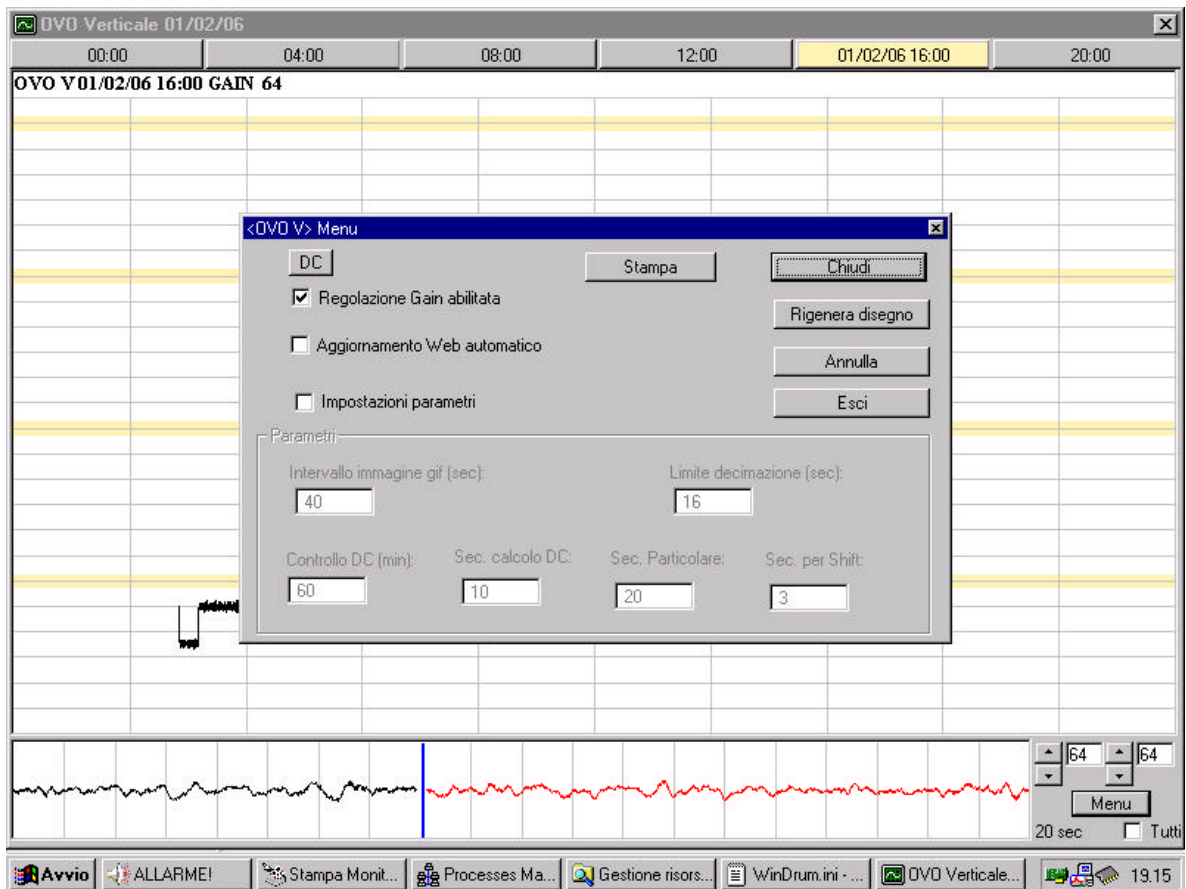 OVO Verticale 01/02/06
00:00 04:00 08:00 12:00 01/02/06 16:00 20:00
OVO V 01/02/06 16:00 GAIN 64
<OVO V> Menu
DC Stampa Chiudi
Regolazione Gain abilitata
Rigenera disegno
Aggiornamento Web automatico
Annulla
Impostazioni parametri Esci
Parametri
Intervallo immagine gif (sec): Limite decimazione (sec):
40 16
Controllo DC (min): Sec. calcolo DC: Sec. Particolare: Sec. per Shift:
60 10 20 3
64 64
Menu
20 sec Tutti
Avvio ALLARME! Stampa Monit... Processes Ma... Gestione risors... WinDrum.ini - ... OVO Verticale... 19.15